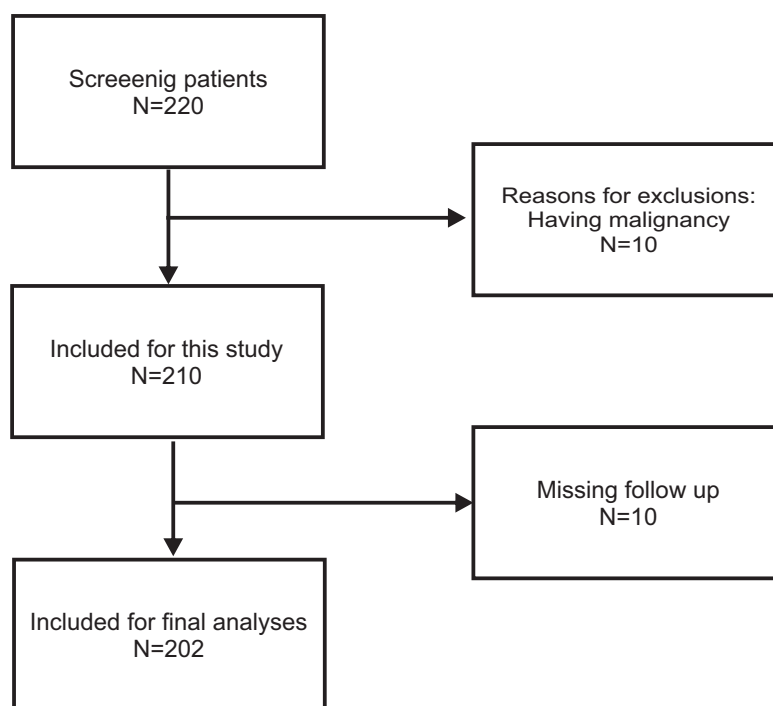 Screeenig patients
N=220
Reasons for exclusions:
Having malignancy
N=10
Included for this study
N=210
Missing follow up
N=10
Included for final analyses
N=202